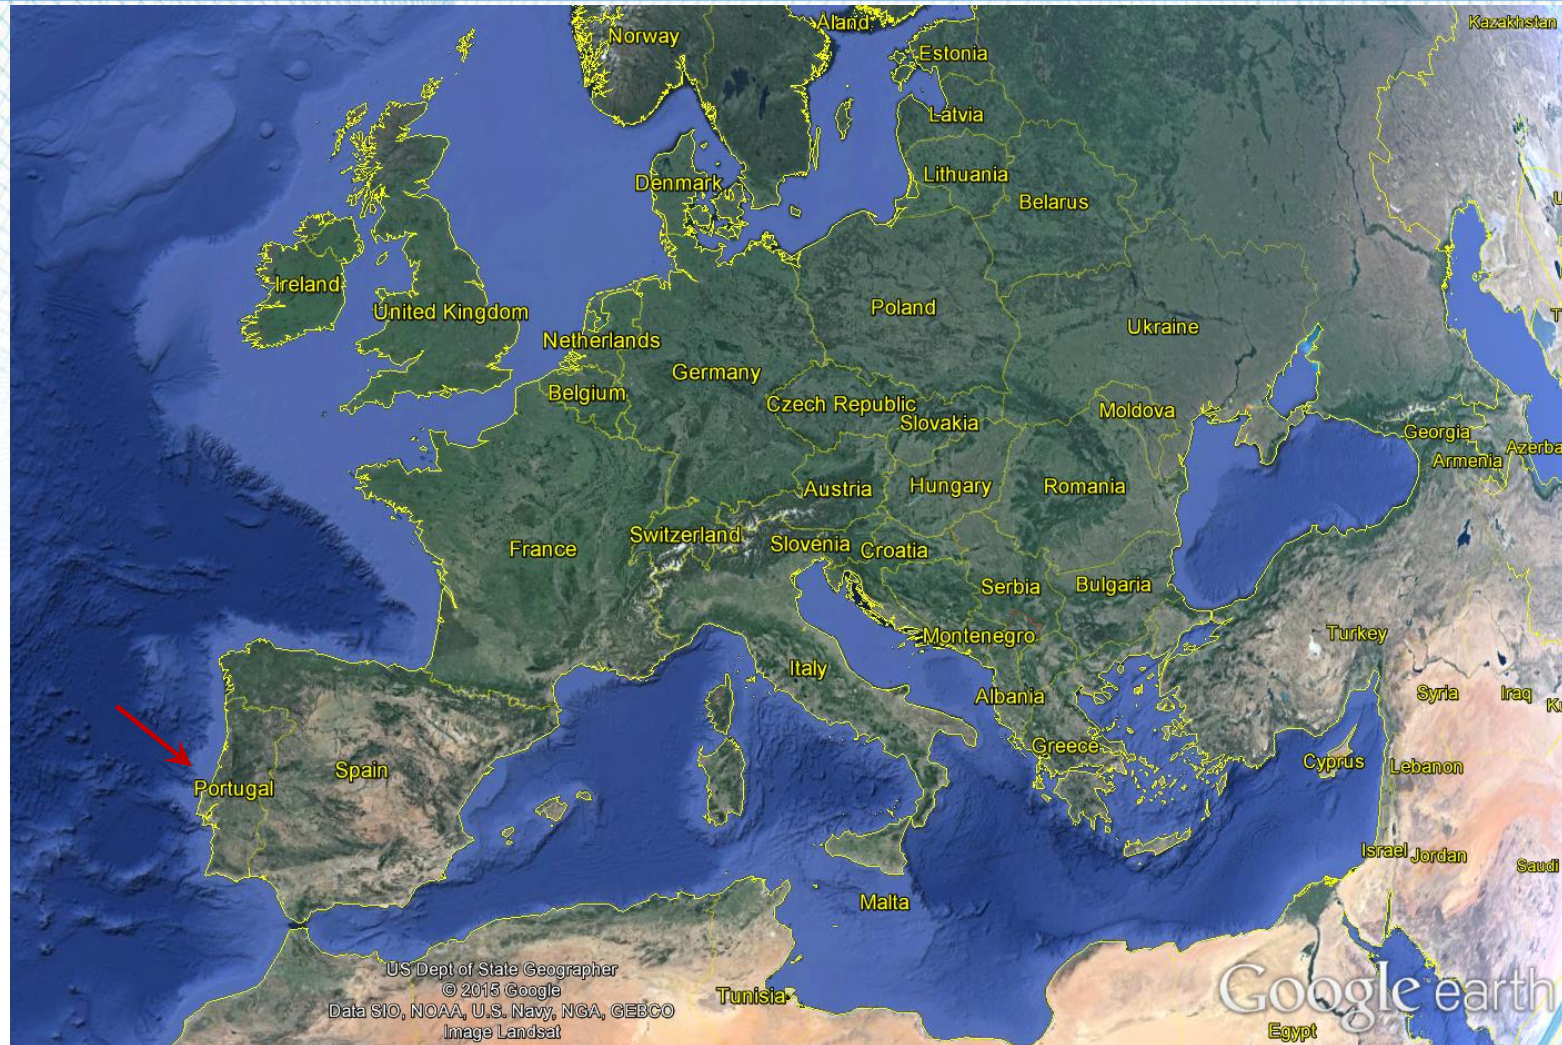 Norway
Åland
Kazakhstan
Estonia
Latvia
Lithuania
Denmark
Belarus
Ireland
United Kingdom
Poland
Ukraine
Netherlands
Germany
Belgium
Czech Republic
Slovakia
Moldova
Georgia
Azerba
Armenia
Austria
Hungary
Romania
France
Switzerland
Slovenia
Croatia
Serbia
Bulgaria
Montenegro
Turkey
Italy
Albania
Syria
Iraq
Greece
Cyprus
Lebanon
Portugal
Spain
Israel
Jordan
Saudi
Malta
US Dept of State Geographer
© 2015 Google
Data SIO, NOAA, U.S. Navy, NGA, GEBCO
Image Landsat
Tunisia
Google earth
Egypt